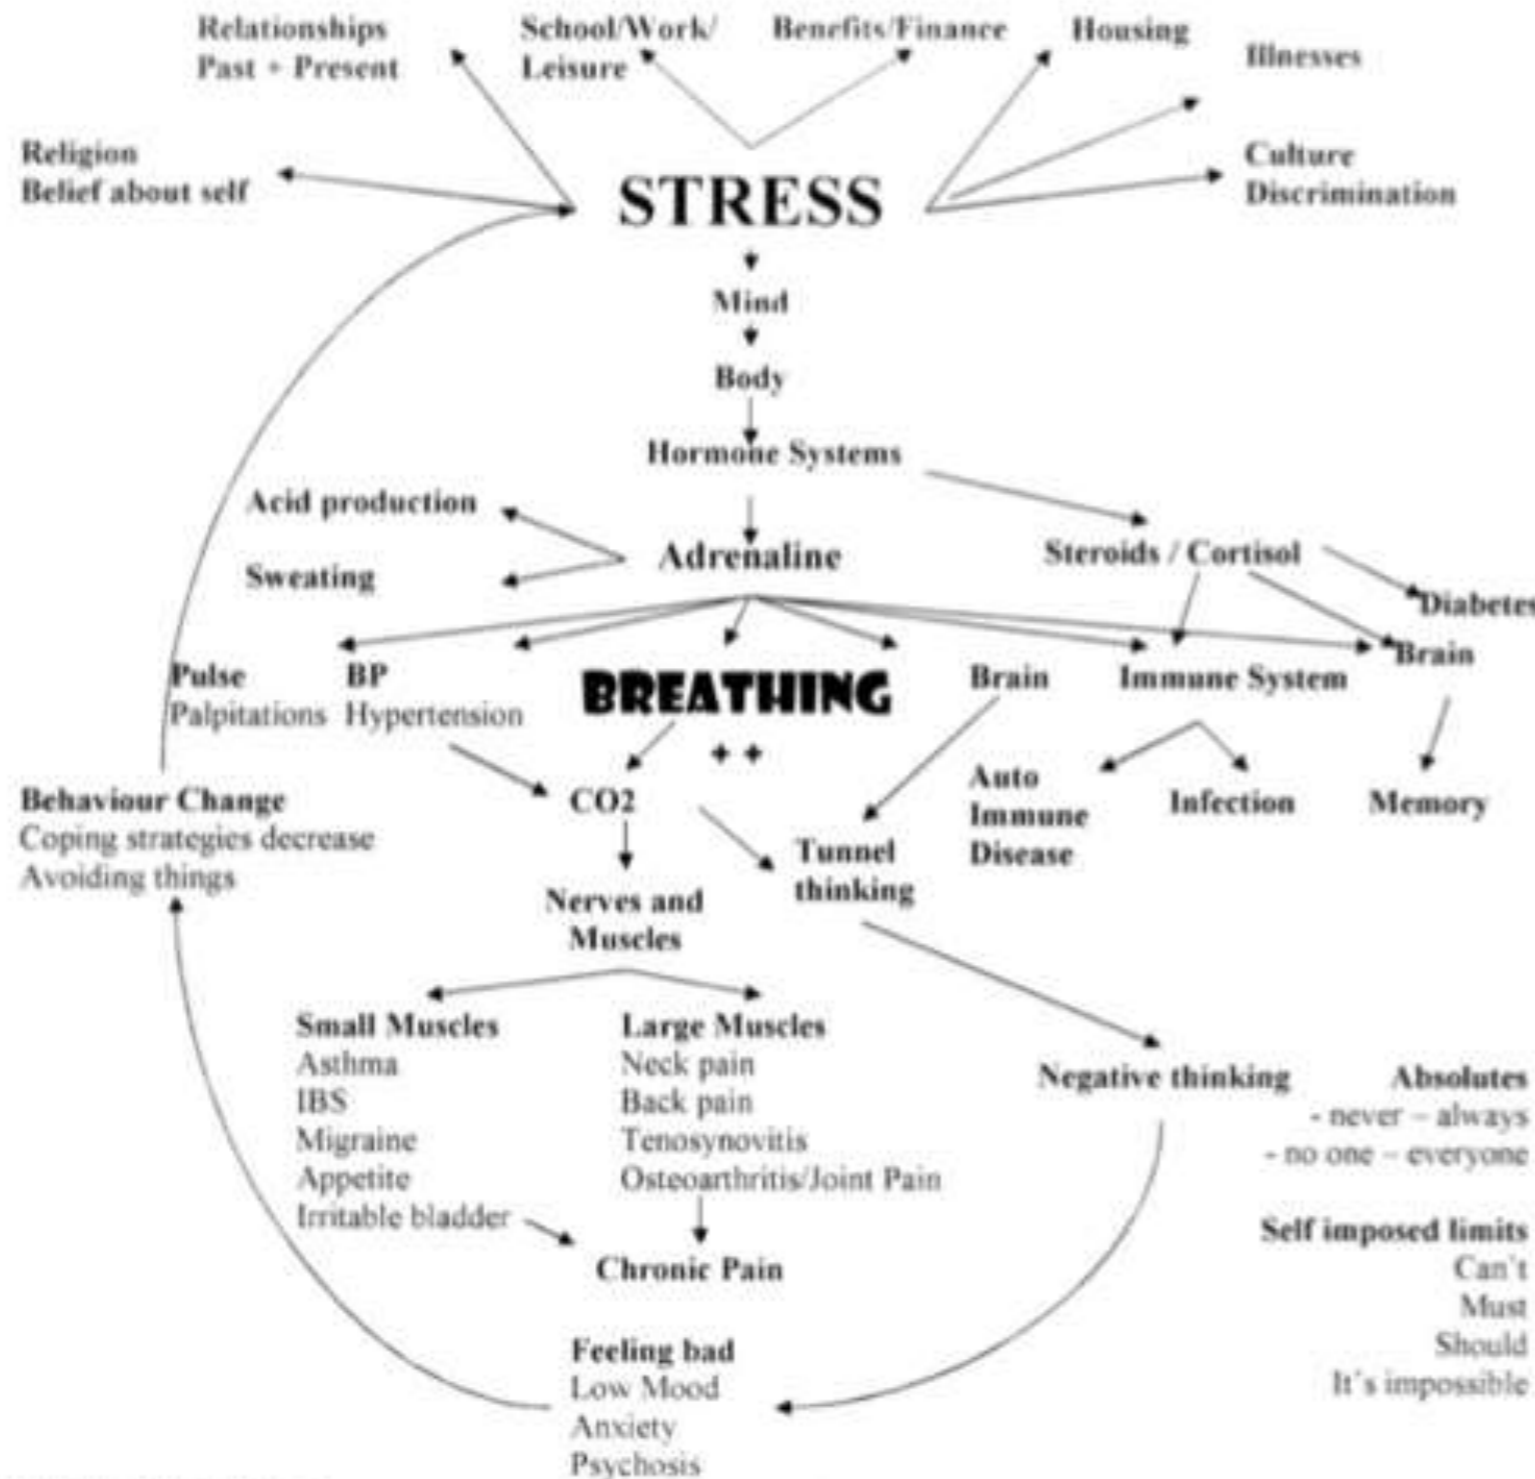 Relationships
Past + Present
School/Work/
Leisure
Benefits/Finance
Housing
Illnesses
Religion
Belief about self
Culture
Discrimination
STRESS
Mind
Body
Hormone Systems
Acid production
Sweating
Adrenaline
Steroids / Cortisol
Diabetes
Brain
Pulse
Palpitations
BP
Hypertension
BREATHING
++
Brain
Immune System
Behaviour Change
Coping strategies decrease
Avoiding things
CO2
Tunnel
thinking
Auto
Immune
Disease
Infection
Memory
Nerves and
Muscles
Small Muscles
Asthma
IBS
Migraine
Appetite
Irritable bladder
Large Muscles
Neck pain
Back pain
Tenosynovitis
Osteoarthritis/Joint Pain
Chronic Pain
Negative thinking
Absolutes
- never – always
- no one – everyone
Self imposed limits
Can't
Must
Should
It's impossible
Feeling bad
Low Mood
Anxiety
Psychosis